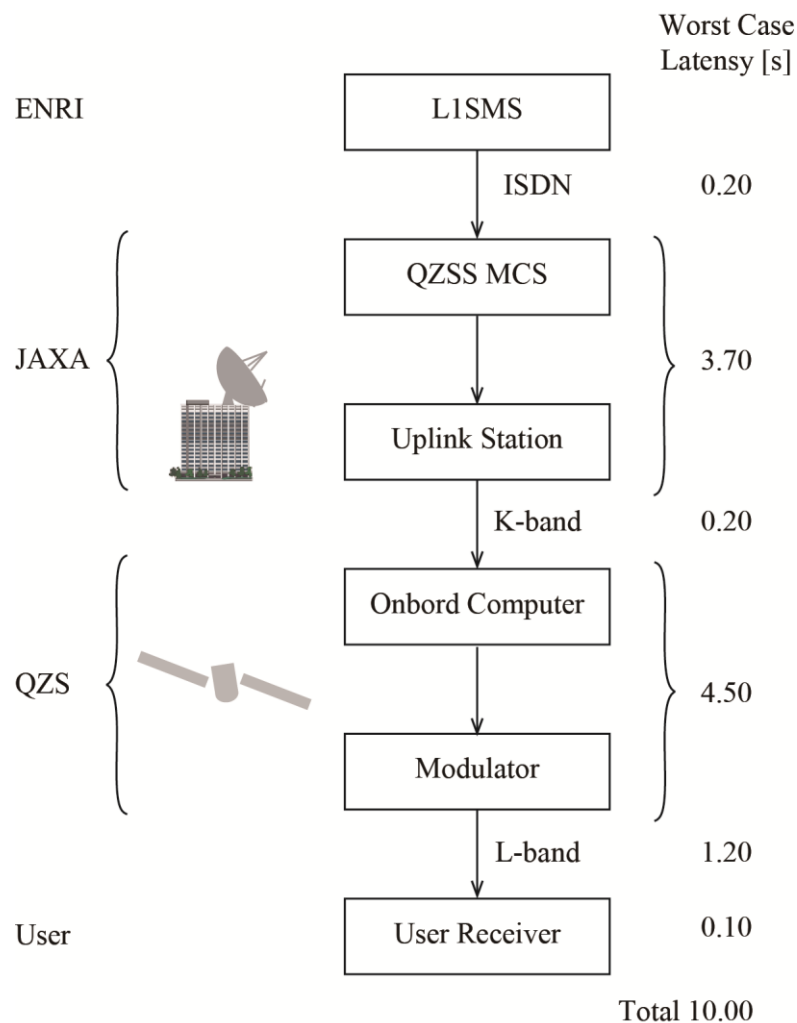 Worst Case
Latensy [s]
ENRI
L1SMS
ISDN
0.20
QZSS MCS
JAXA
3.70
Uplink Station
K-band
0.20
Onbord Computer
QZS
4.50
Modulator
L-band
1.20
User
User Receiver
0.10
Total 10.00